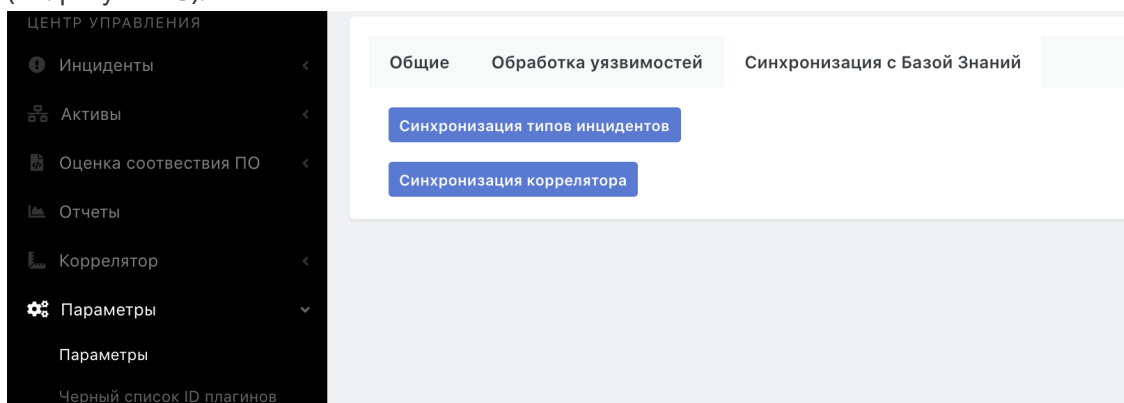 ЦЕНТР УПРАВЛЕНИЯ
Инциденты
Активы
Оценка соотвествия ПО
Отчеты
Коррелятор
Параметры
Параметры
Черный список ID плагинов
Общие Обработка уязвимостей Синхронизация с Базой Знаний
Синхронизация типов инцидентов
Синхронизация коррелятора